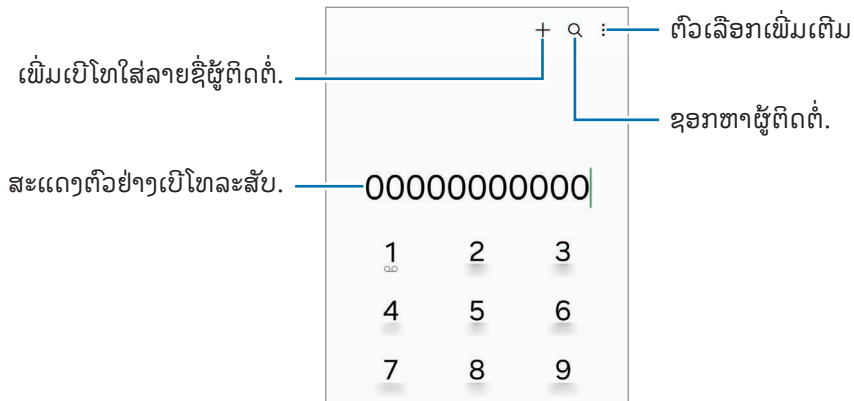 ຕົວເລືອກເພີ່ມເຕີມ
ເພີ່ມເບີໂທໃສ່ລາຍຊື່ຜູ້ຕິດຕໍ່.
ຊອກຫາຜູ້ຕິດຕໍ່.
ສະແດງຕົວຢ່າງເບີໂທລະສັບ.
00000000000
1 2 3
4 5 6
7 8 9